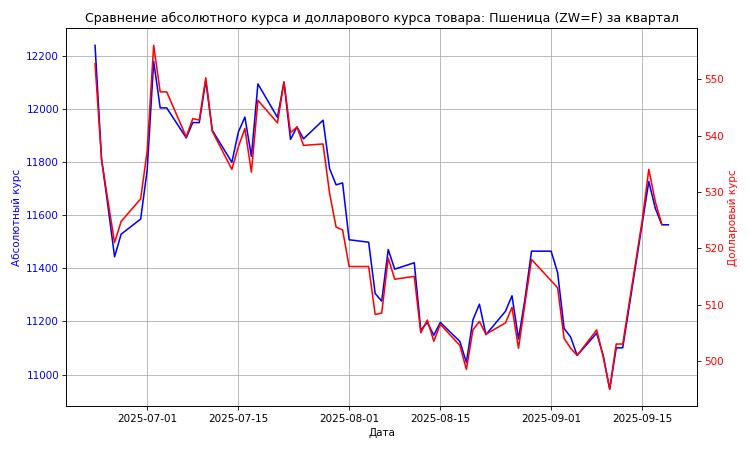 Сравнение абсолютного курса и долларового курса товара: Пшеница (ZW=F) за квартал
12200
12000
11800
11600
11400
11200
11000
Абсолютный курс
550
540
530
520
510
500
Долларовый курс
2025-07-01 2025-07-15 2025-08-01 2025-08-15 2025-09-01 2025-09-15
Дата